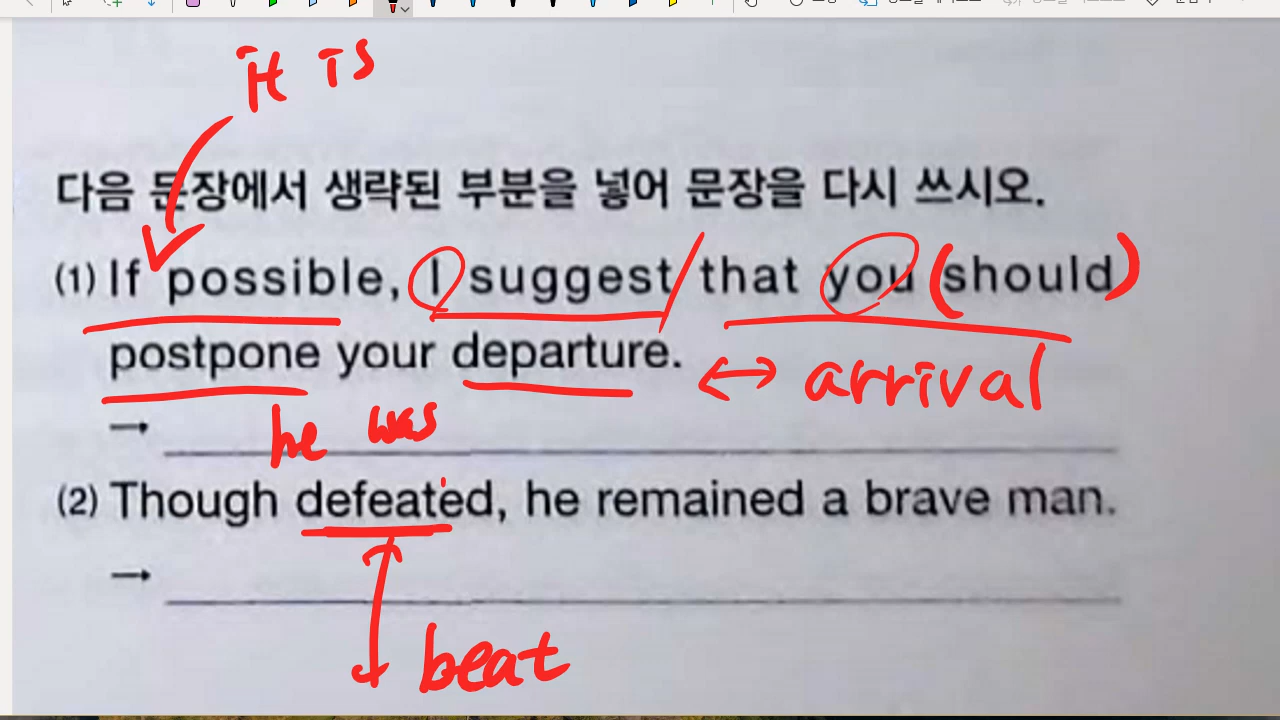 it is
다음 문장에서 생략된 부분을 넣어 문장을 다시 쓰시오.
(1) If possible, I suggest that you (should)
postpone your departure. ↔ arrival
→
he was
(2) Though defeated, he remained a brave man.
→
beat